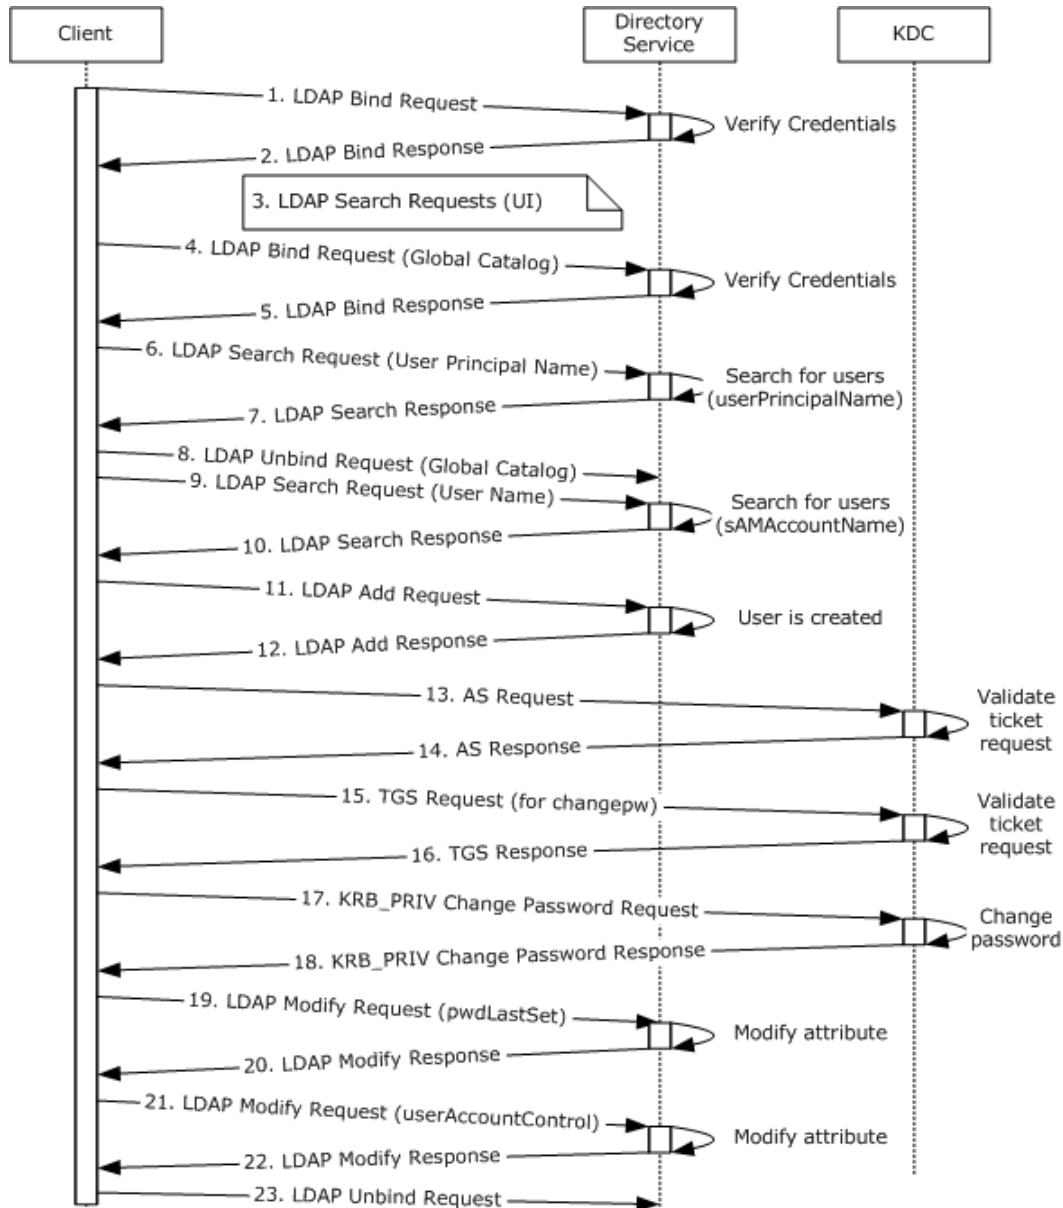 Client
Directory
Service
KDC
1. LDAP Bind Request
Verify Credentials
2. LDAP Bind Response
3. LDAP Search Requests (UI)
4. LDAP Bind Request (Global Catalog)
Verify Credentials
5. LDAP Bind Response
6. LDAP Search Request (User Principal Name)
Search for users
(userPrincipalName)
7. LDAP Search Response
8. LDAP Unbind Request (Global Catalog)
9. LDAP Search Request (User Name)
Search for users
(sAMAccountName)
10. LDAP Search Response
11. LDAP Add Request
User is created
12. LDAP Add Response
13. AS Request
Validate
ticket
request
14. AS Response
15. TGS Request (for changepw)
Validate
ticket
request
16. TGS Response
17. KRB_PRIV Change Password Request
Change
password
18. KRB_PRIV Change Password Response
19. LDAP Modify Request (pwdLastSet)
Modify attribute
20. LDAP Modify Response
21. LDAP Modify Request (userAccountControl)
Modify attribute
22. LDAP Modify Response
23. LDAP Unbind Request